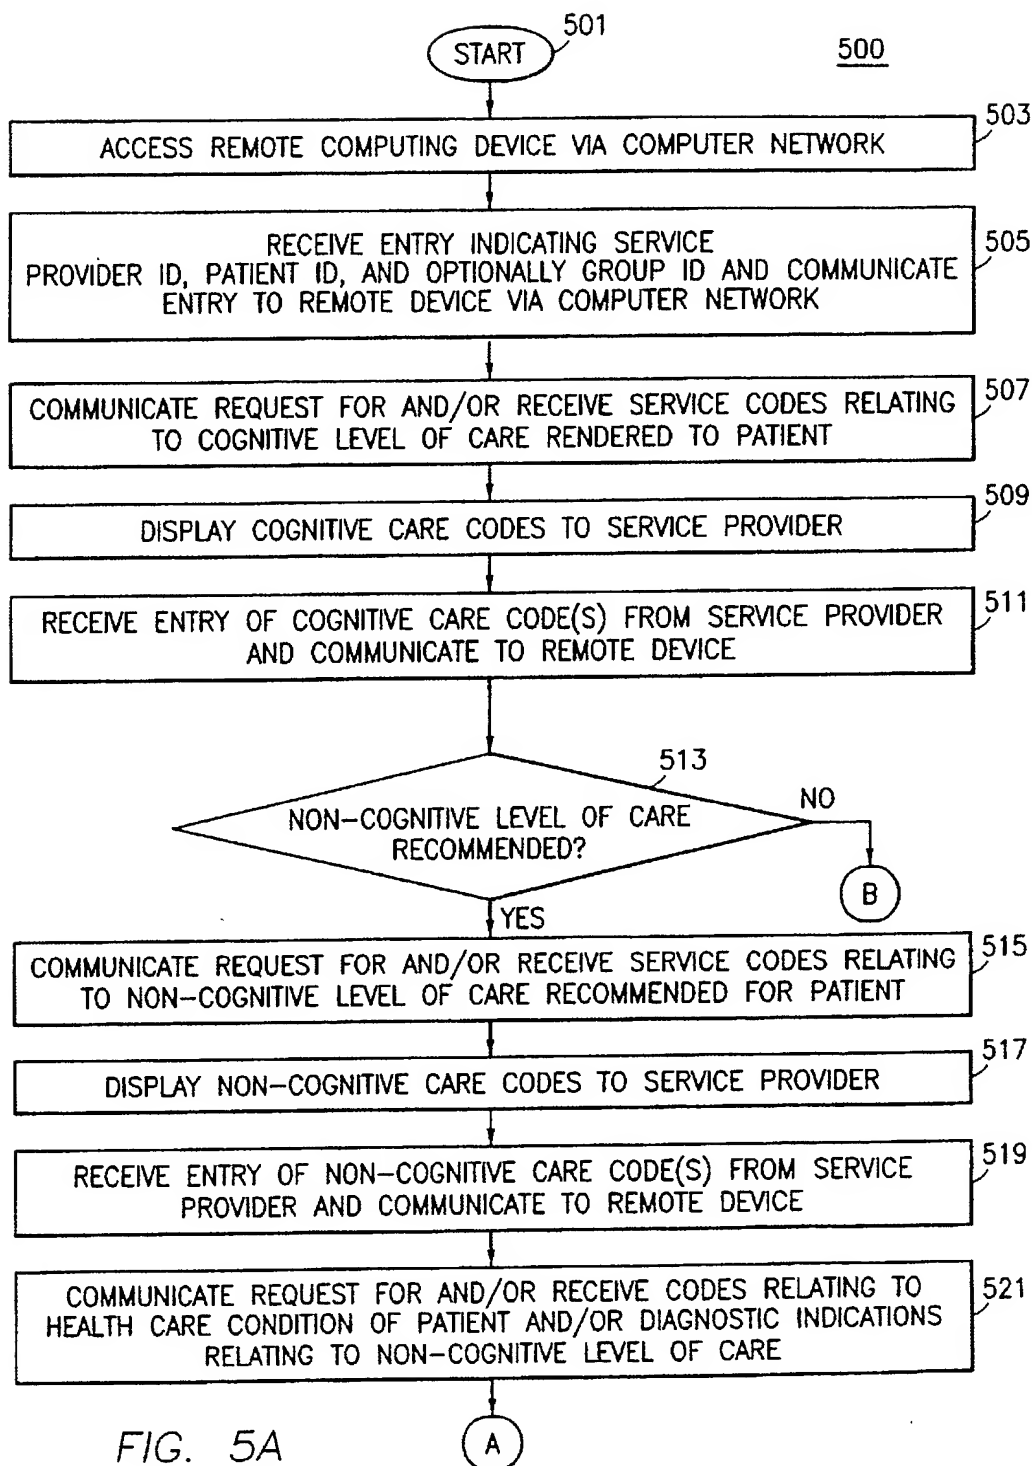 START
501
500
503
ACCESS REMOTE COMPUTING DEVICE VIA COMPUTER NETWORK
505
RECEIVE ENTRY INDICATING SERVICE
PROVIDER ID, PATIENT ID, AND OPTIONALLY GROUP ID AND COMMUNICATE
ENTRY TO REMOTE DEVICE VIA COMPUTER NETWORK
507
COMMUNICATE REQUEST FOR AND/OR RECEIVE SERVICE CODES RELATING
TO COGNITIVE LEVEL OF CARE RENDERED TO PATIENT
509
DISPLAY COGNITIVE CARE CODES TO SERVICE PROVIDER
511
RECEIVE ENTRY OF COGNITIVE CARE CODE(S) FROM SERVICE PROVIDER
AND COMMUNICATE TO REMOTE DEVICE
513
NON-COGNITIVE LEVEL OF CARE
RECOMMENDED?
NO
B
YES
515
COMMUNICATE REQUEST FOR AND/OR RECEIVE SERVICE CODES RELATING
TO NON-COGNITIVE LEVEL OF CARE RECOMMENDED FOR PATIENT
517
DISPLAY NON-COGNITIVE CARE CODES TO SERVICE PROVIDER
519
RECEIVE ENTRY OF NON-COGNITIVE CARE CODE(S) FROM SERVICE
PROVIDER AND COMMUNICATE TO REMOTE DEVICE
521
COMMUNICATE REQUEST FOR AND/OR RECEIVE CODES RELATING TO
HEALTH CARE CONDITION OF PATIENT AND/OR DIAGNOSTIC INDICATIONS
RELATING TO NON-COGNITIVE LEVEL OF CARE
A
FIG. 5A